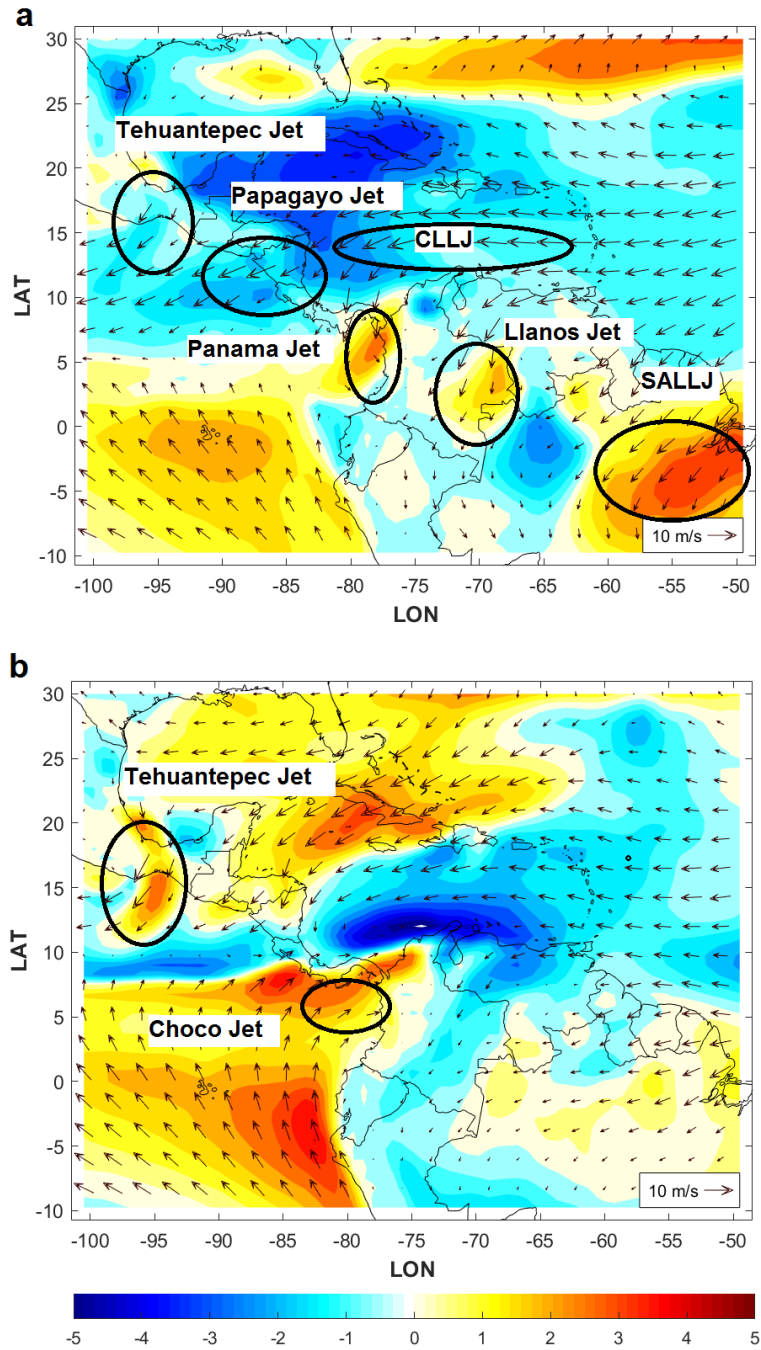 a
30
25
20
15
10
5
0
-5
-10
LAT
Tehuantepec Jet
Papagayo Jet
CLLJ
Panama Jet
Llanos Jet
SALLJ
10 m/s
-100 -95 -90 -85 -80 -75 -70 -65 -60 -55 -50
LON
b
30
25
20
15
10
5
0
-5
-10
LAT
Tehuantepec Jet
Choco Jet
10 m/s
-100 -95 -90 -85 -80 -75 -70 -65 -60 -55 -50
LON
-5 -4 -3 -2 -1 0 1 2 3 4 5